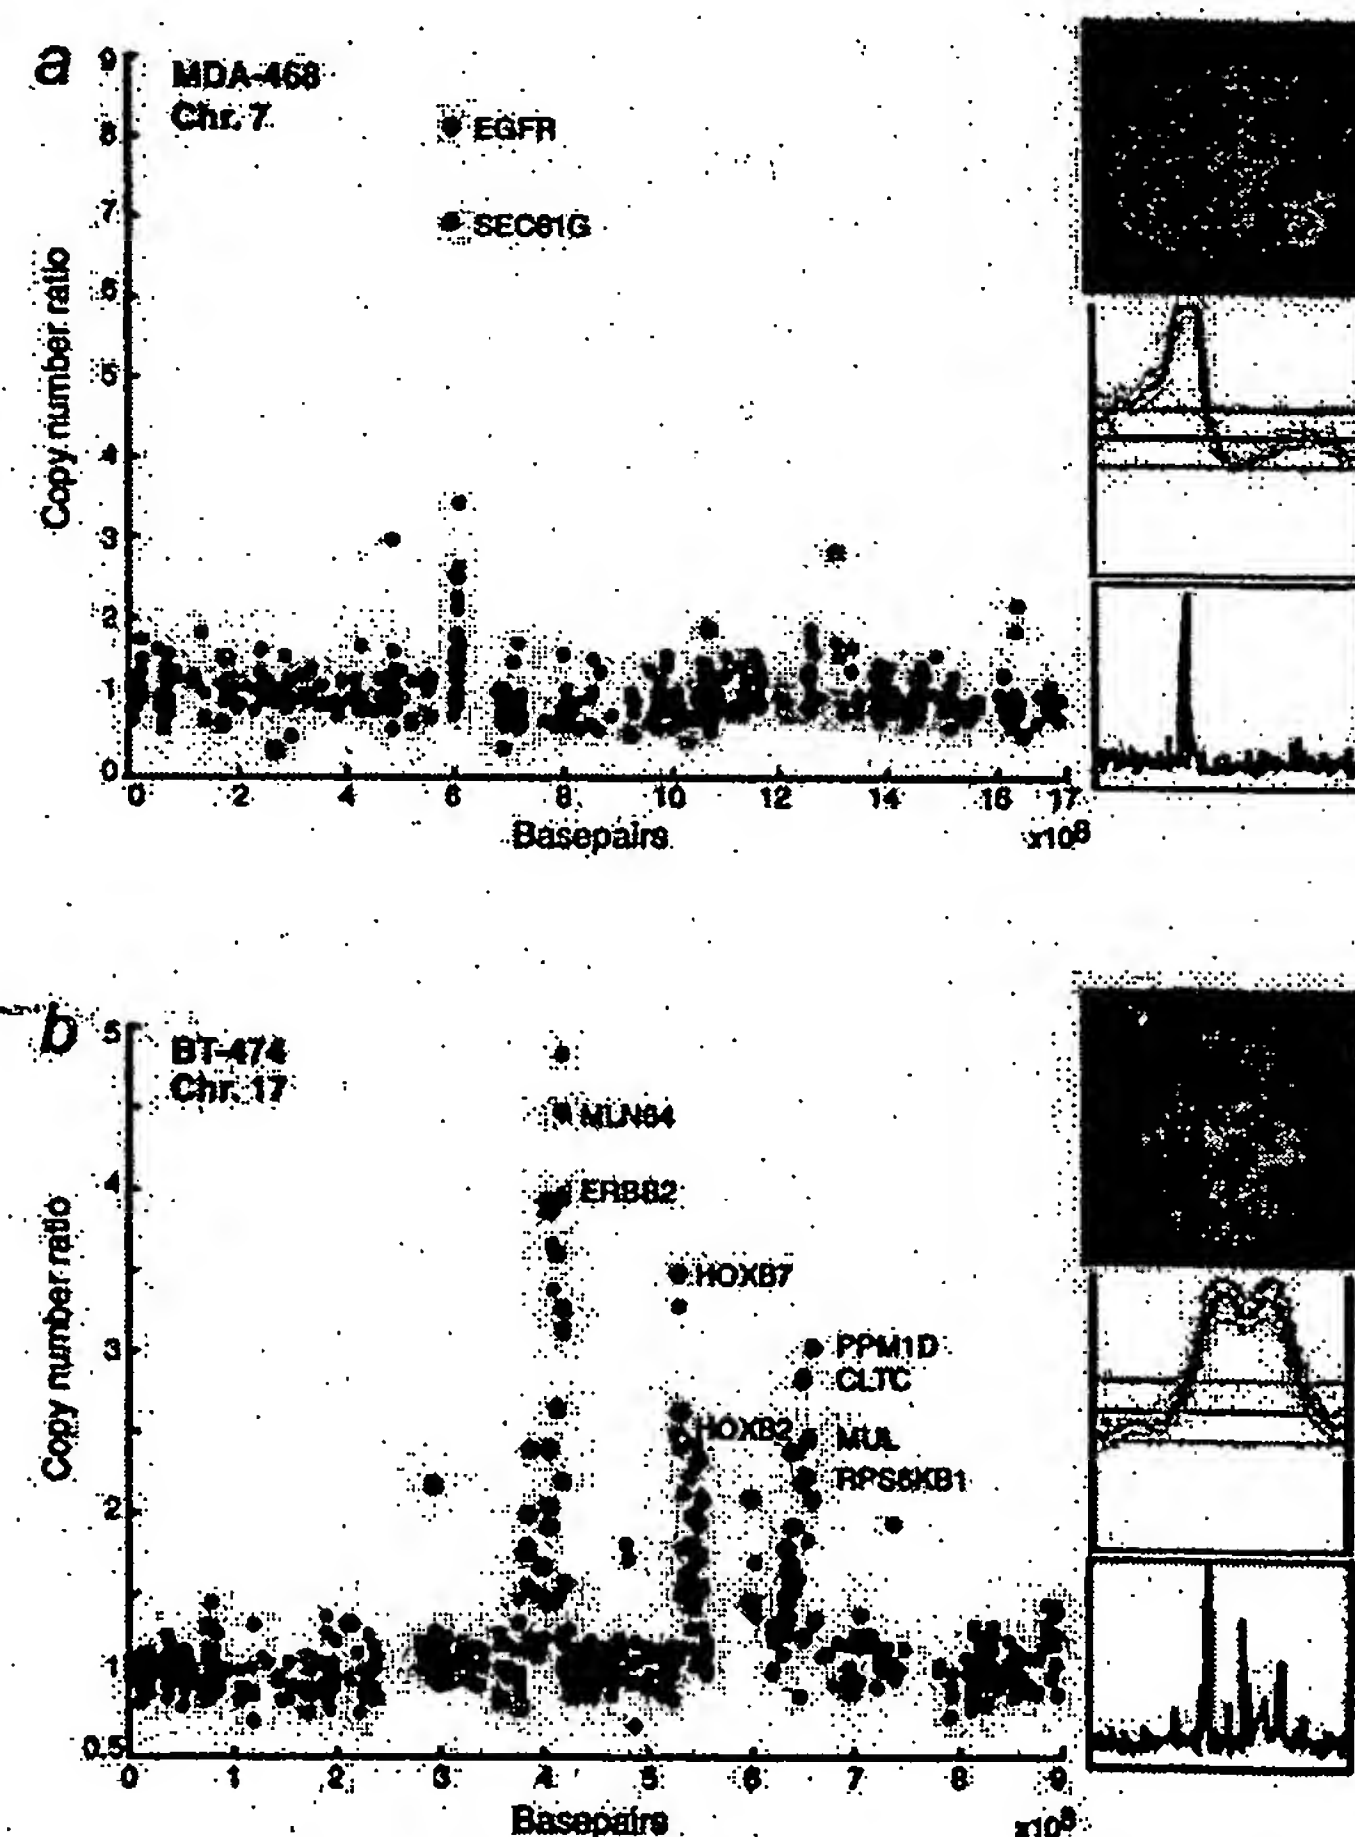 a
MDA-468
Chr. 7
EGFR
SEC61G
Copy number ratio
9
8
7
6
5
4
3
2
1
0
0 2 4 6 8 10 12 14 16 17
Basepairs
b
BT-474
Chr. 17
MLN64
ERBB2
HOXB7
PPM1D
CLTC
HOXB2
MUL
RPS6KB1
Copy number ratio
5
4
3
2
1
0.5
0 1 2 3 4 5 6 7 8 9
Basepairs